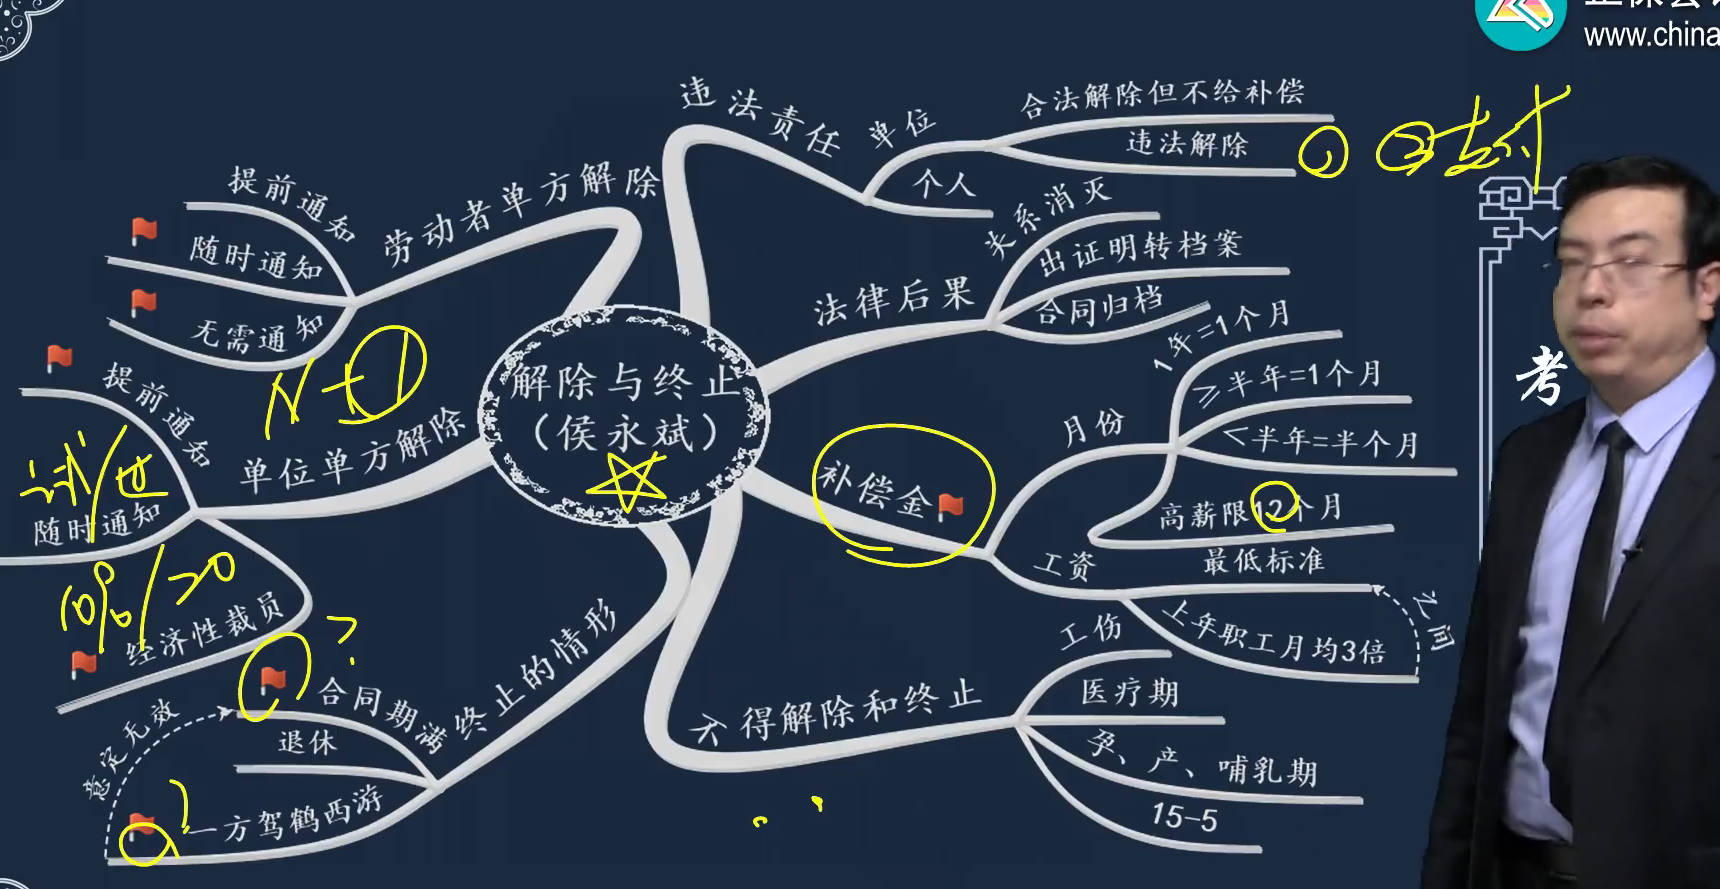 www.china
违法责任
单位
合法解除但不给补偿
违法解除
① ②支付
个人
劳动者单方解除
提前通知
随时通知
无需通知
法律后果
关系消灭
出证明转档案
合同归档
N+1
解除与终止
(侯永斌)
单位单方解除
提前通知
随时通知
经济性裁员
10%/>20
补偿金
月份
1年=1个月
≥半年=1个月
<半年=半个月
高薪限12个月
工资
最低标准
上年职工月均3倍
之间
终止的情形
合同期满
退休
一方驾鹤西游
意定无效
?
不得解除和终止
工伤
医疗期
孕、产、哺乳期
15-5
考